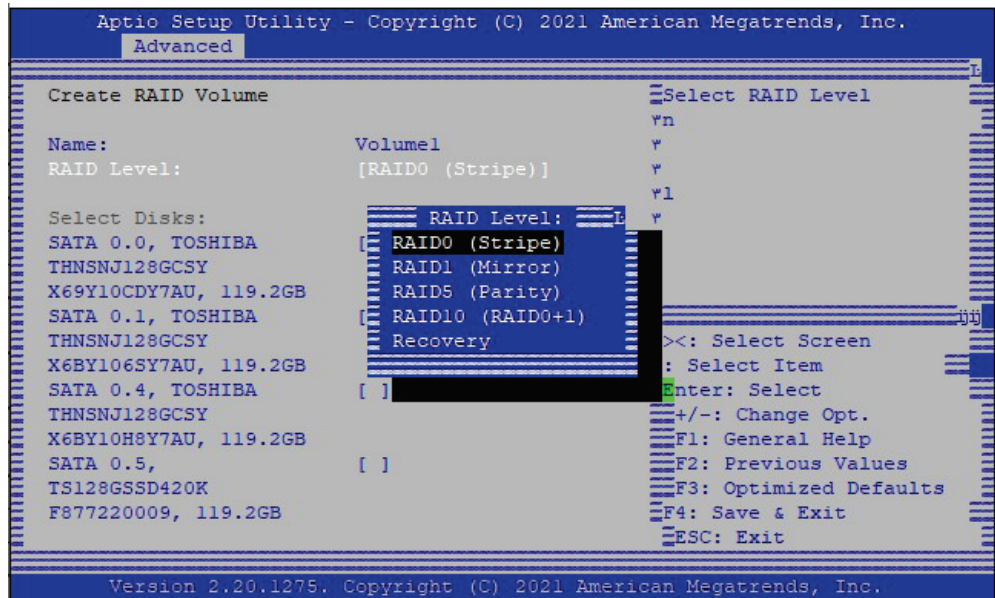 Aptio Setup Utility - Copyright (C) 2021 American Megatrends, Inc.
Advanced
Create RAID Volume
Select RAID Level
Name: Volume1
RAID Level: [RAID0 (Stripe)]
Select Disks:
SATA 0.0, TOSHIBA [
THNSNJ128GCSY
X69Y10CDY7AU, 119.2GB
SATA 0.1, TOSHIBA [
THNSNJ128GCSY
X6BY106SY7AU, 119.2GB
SATA 0.4, TOSHIBA [ ]
THNSNJ128GCSY
X6BY10H8Y7AU, 119.2GB
SATA 0.5, [ ]
TS128GSSD420K
F877220009, 119.2GB
RAID Level:
RAID0 (Stripe)
RAID1 (Mirror)
RAID5 (Parity)
RAID10 (RAID0+1)
Recovery
><: Select Screen
: Select Item
Enter: Select
+/-: Change Opt.
F1: General Help
F2: Previous Values
F3: Optimized Defaults
F4: Save & Exit
ESC: Exit
Version 2.20.1275. Copyright (C) 2021 American Megatrends, Inc.